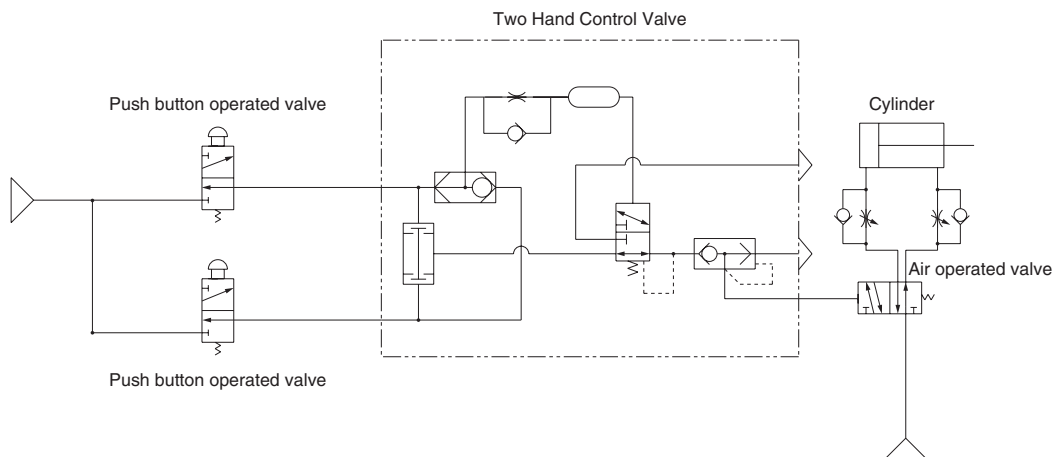 Two Hand Control Valve
Push button operated valve
Cylinder
Air operated valve
Push button operated valve